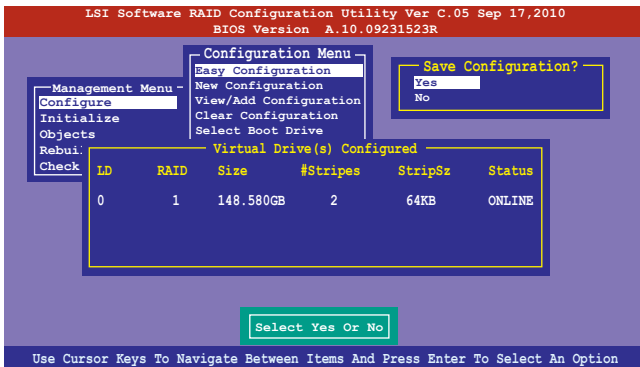 LSI Software RAID Configuration Utility Ver C.05 Sep 17,2010
BIOS Version A.10.09231523R
Configuration Menu
Easy Configuration
New Configuration
View/Add Configuration
Clear Configuration
Select Boot Drive
Save Configuration?
Yes
No
Management Menu
Configure
Initialize
Objects
Rebui
Check
Virtual Drive(s) Configured
LD RAID Size #Stripes StripSz Status
0 1 148.580GB 2 64KB ONLINE
Select Yes Or No
Use Cursor Keys To Navigate Between Items And Press Enter To Select An Option